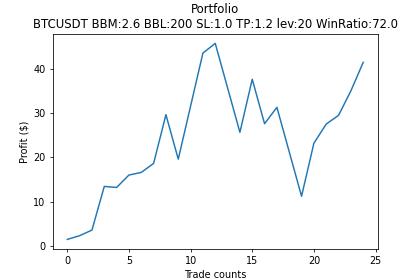 Portfolio
BTCUSDT BBM:2.6 BBL:200 SL:1.0 TP:1.2 lev:20 WinRatio:72.0
40
30
20
10
0
Profit ($)
0 5 10 15 20 25
Trade counts